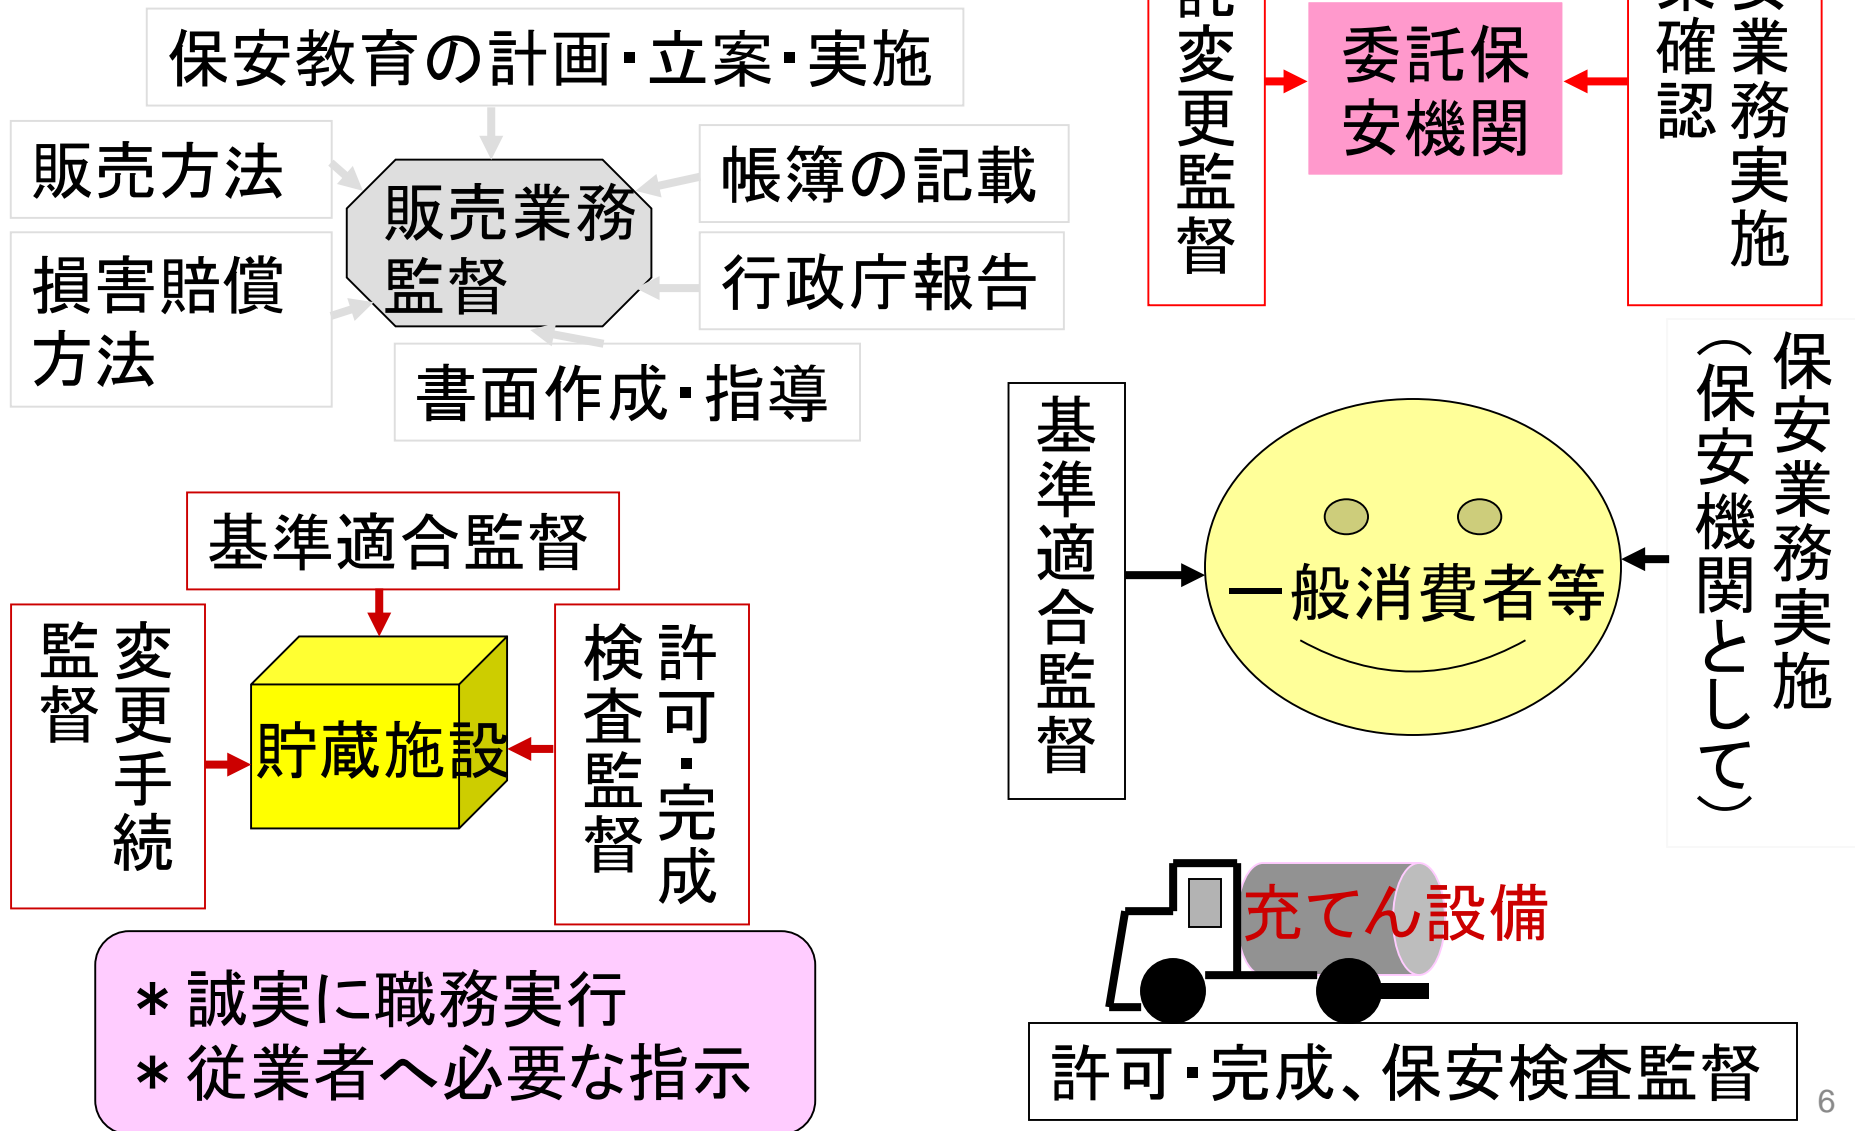 保安教育の計画・立案・実施
販売方法
損害賠償
方法
販売業務
監督
帳簿の記載
行政庁報告
書面作成・指導
変更監督
委託保
安機関
業務実施
確認
基準適合監督
変更手続
監督
貯蔵施設
許可・完成
検査監督
基準適合監督
一般消費者等
保安業務実施
（保安機関として）
＊誠実に職務実行
＊従業者へ必要な指示
充てん設備
許可・完成、保安検査監督
6